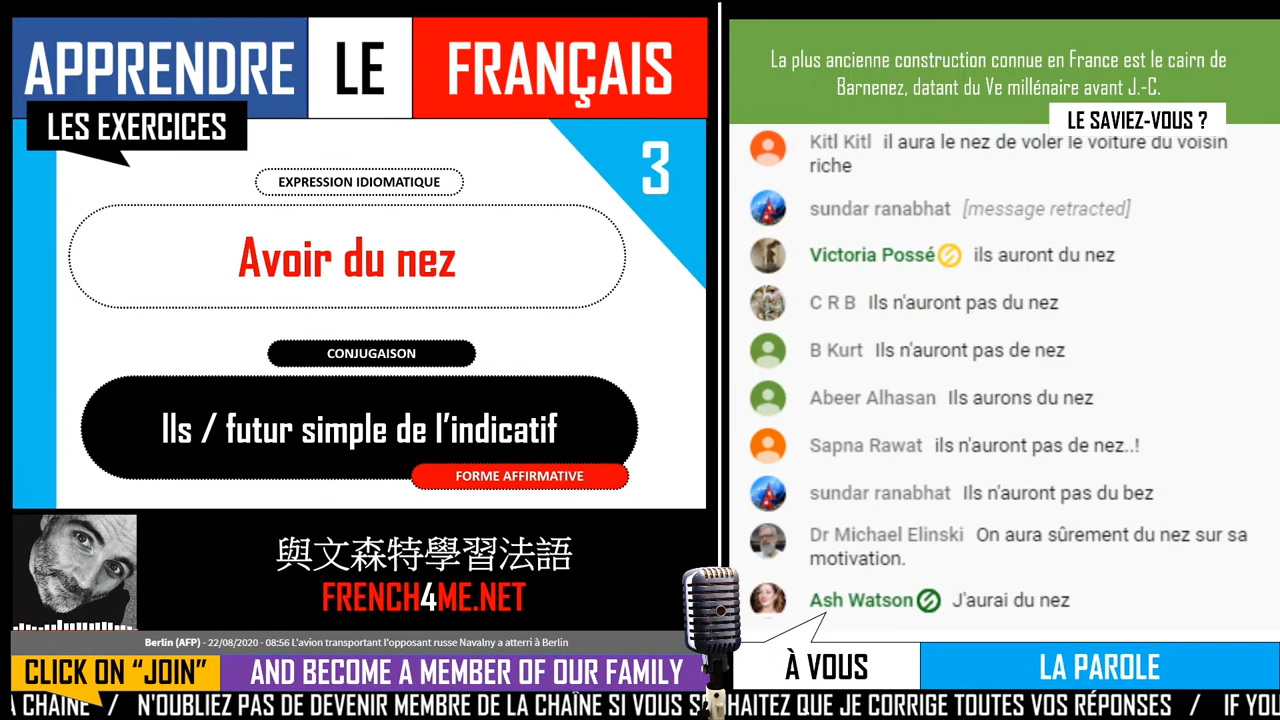 APPRENDRE LE FRANÇAIS
LES EXERCICES
3
EXPRESSION IDIOMATIQUE
Avoir du nez
CONJUGAISON
Ils / futur simple de l'indicatif
FORME AFFIRMATIVE
與文森特學習法語
FRENCH4ME.NET
Berlin (AFP) - 22/08/2020 - 08:56 L'avion transportant l'opposant russe Navalny a atterri à Berlin
CLICK ON “JOIN” AND BECOME A MEMBER OF OUR FAMILY
La plus ancienne construction connue en France est le cairn de
Barnenez, datant du Ve millénaire avant J.-C.
LE SAVIEZ-VOUS ?
Kitl Kitl il aura le nez de voler le voiture du voisin
riche
sundar ranabhat [message retracted]
Victoria Possé ils auront du nez
C R B Ils n'auront pas du nez
B Kurt Ils n'auront pas de nez
Abeer Alhasan Ils aurons du nez
Sapna Rawat ils n'auront pas de nez..!
sundar ranabhat Ils n'auront pas du bez
Dr Michael Elinski On aura sûrement du nez sur sa
motivation.
Ash Watson J'aurai du nez
À VOUS LA PAROLE
A CHAÎNE / N'OUBLIEZ PAS DE DEVENIR MEMBRE DE LA CHAÎNE SI VOUS S HAITEZ QUE JE CORRIGE TOUTES VOS RÉPONSES / IF YOU